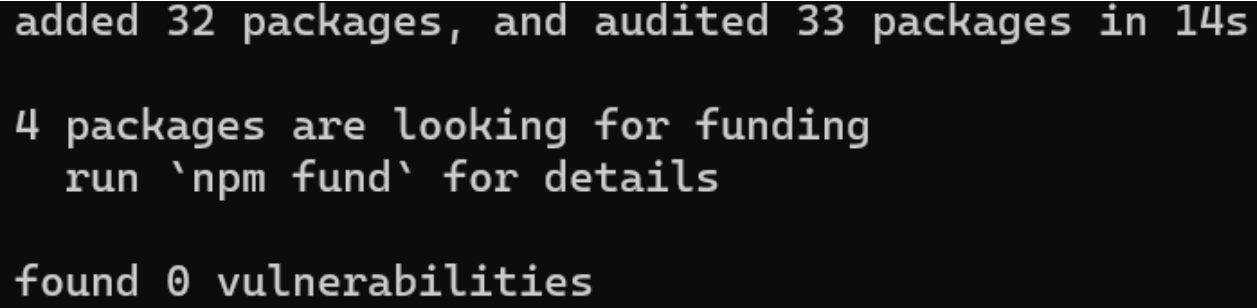 added 32 packages, and audited 33 packages in 14s
4 packages are looking for funding
run `npm fund` for details
found 0 vulnerabilities